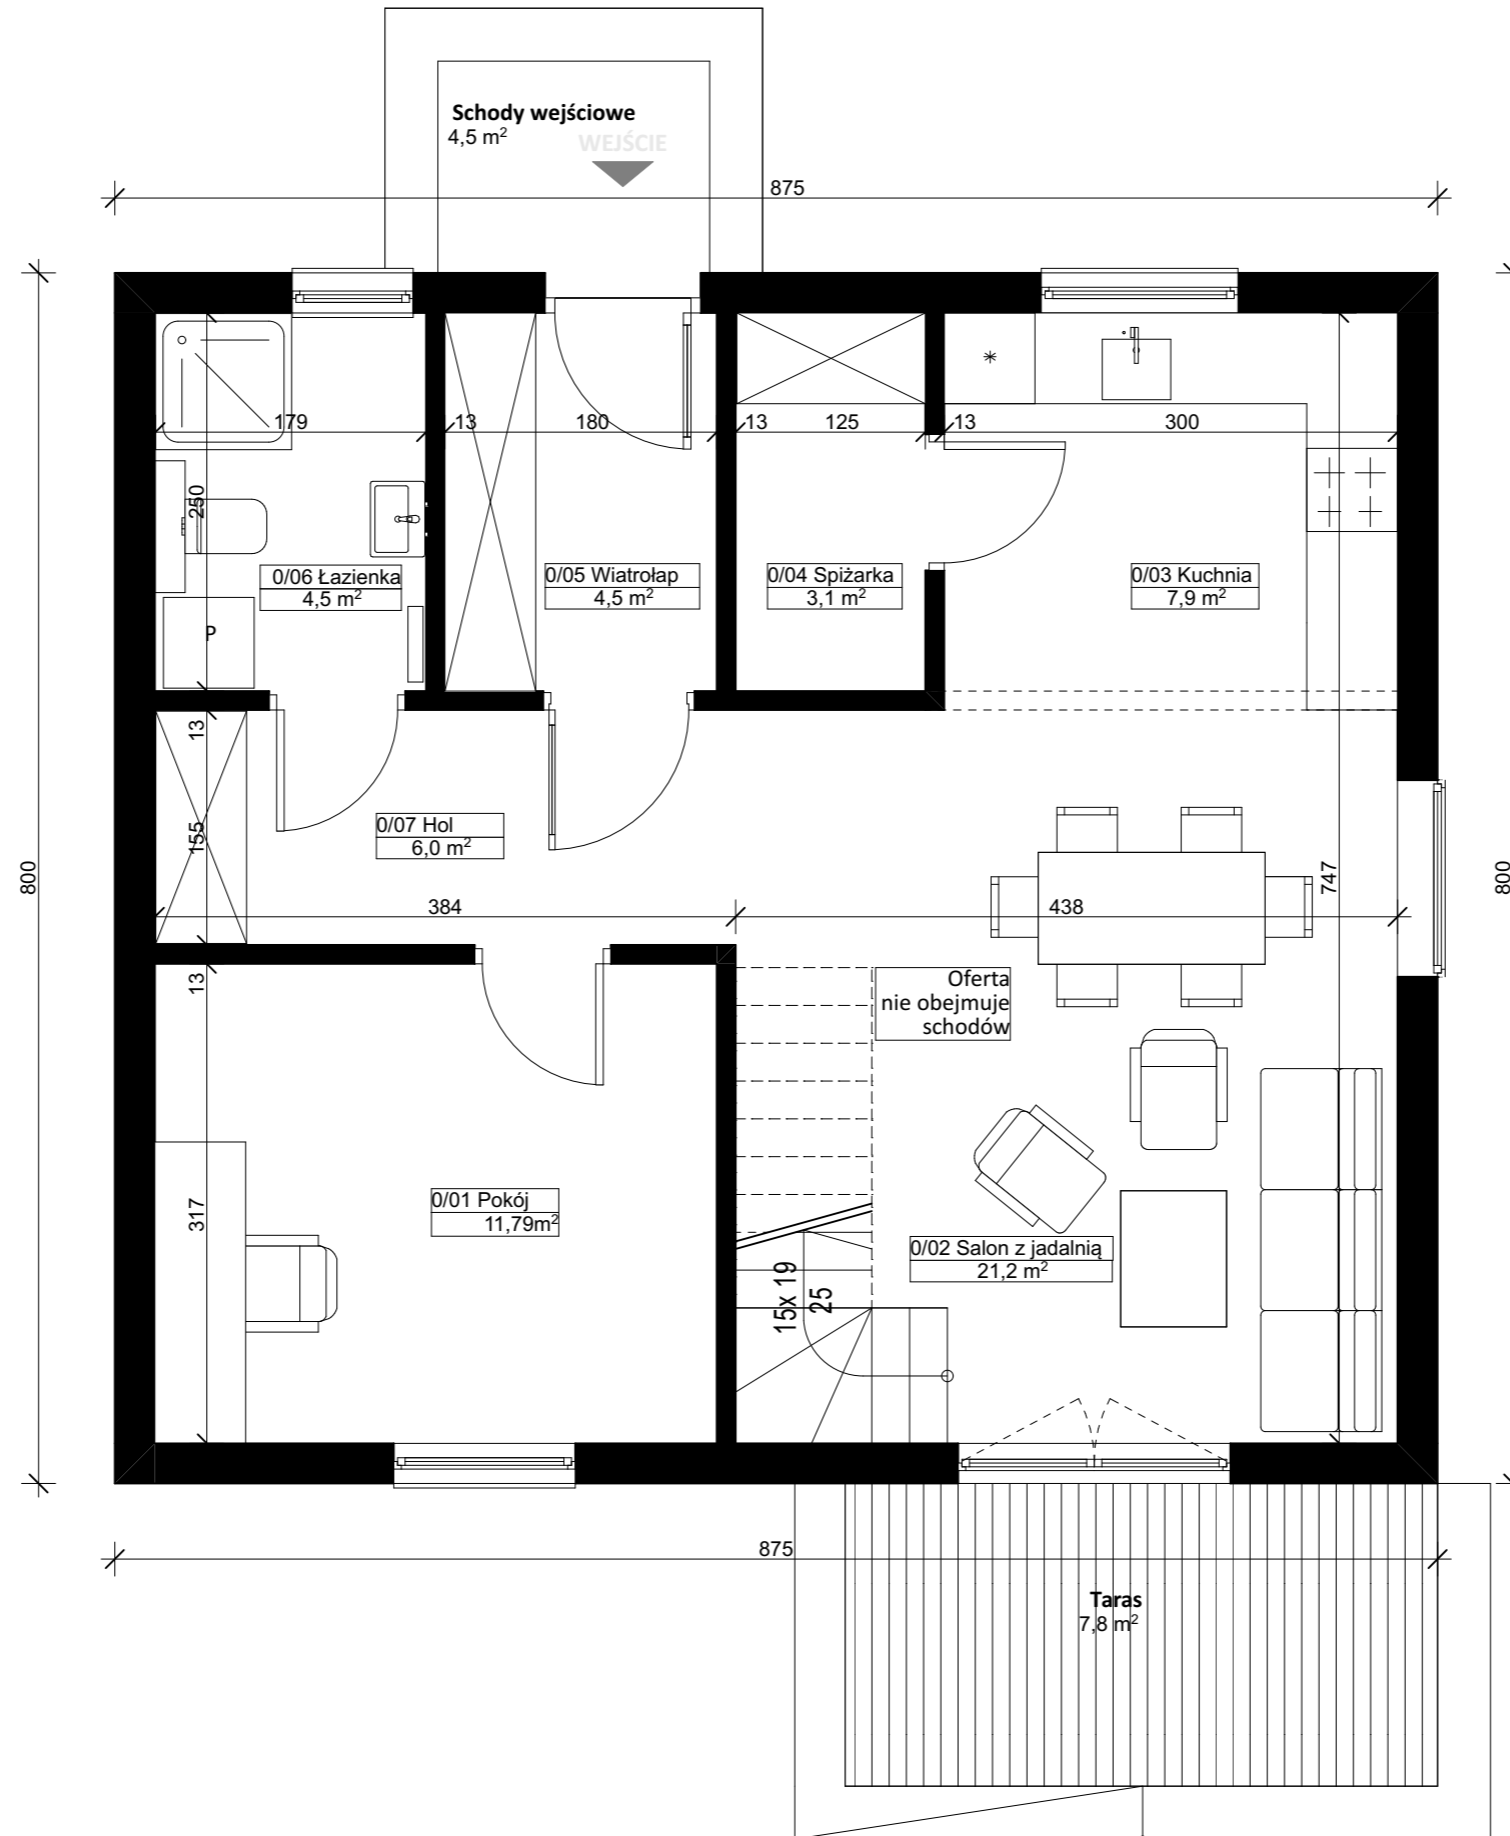 Schody wejściowe
4,5 m²
WEJŚCIE
875
179
13
180
13
125
13
300
250
0/06 Łazienka
4,5 m²
0/05 Wiatrołap
4,5 m²
0/04 Spiżarka
3,1 m²
0/03 Kuchnia
7,9 m²
P
13
155
0/07 Hol
6,0 m²
800
747
800
384
438
13
Oferta
nie obejmuje
schodów
317
0/01 Pokój
11,79m²
0/02 Salon z jadalnią
21,2 m²
15x 19
25
875
Taras
7,8 m²